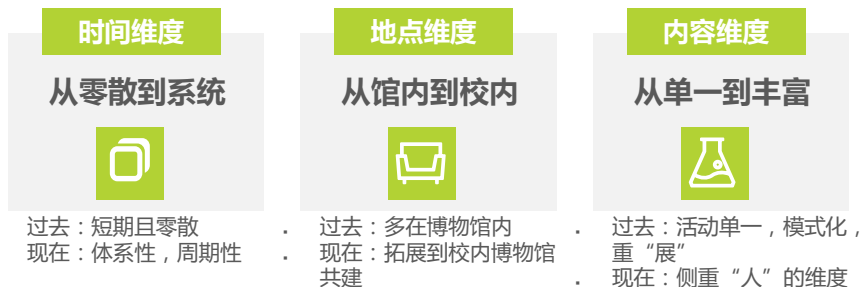 时间维度
从零散到系统
过去：短期且零散
现在：体系性，周期性
地点维度
从馆内到校内
. 过去：多在博物馆内
. 现在：拓展到校内博物馆
共建
内容维度
从单一到丰富
. 过去：活动单一，模式化，
重“展”
. 现在：侧重“人”的维度